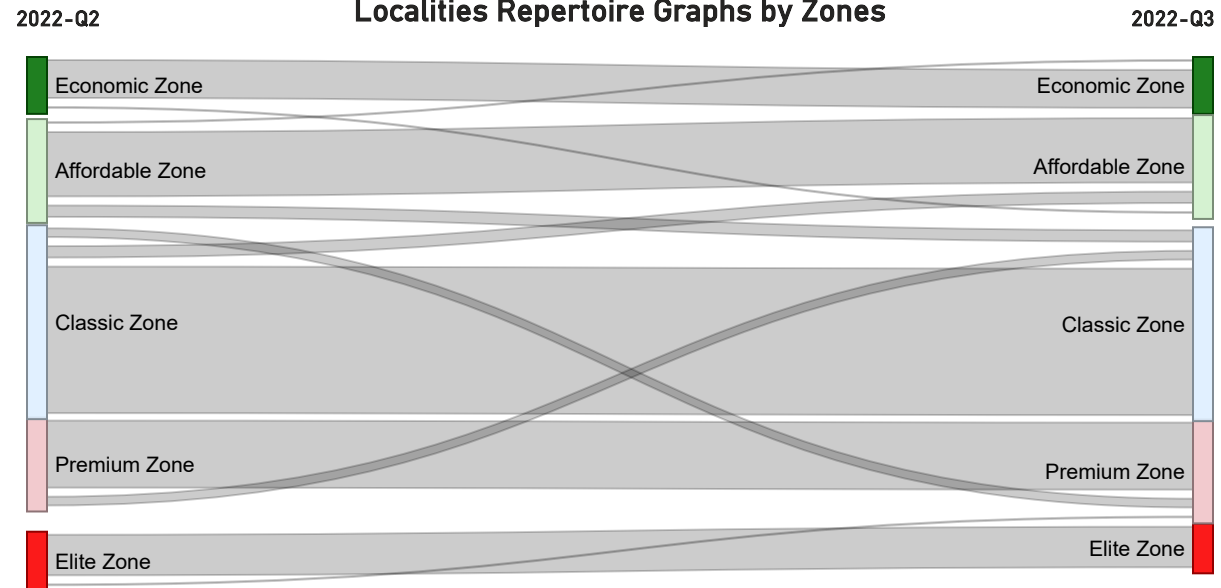 Localities Repertoire Graphs by Zones
2022-Q2
2022-Q3
Economic Zone
Economic Zone
Affordable Zone
Affordable Zone
Classic Zone
Classic Zone
Premium Zone
Premium Zone
Elite Zone
Elite Zone